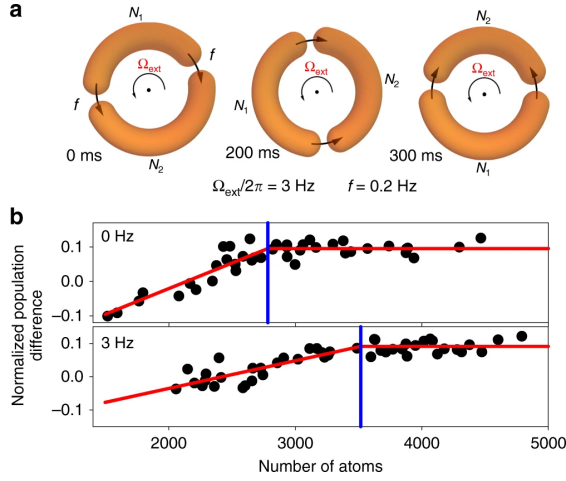 a
N₁
f
Ωext
f
N₂
0 ms
Ωext
N₁
N₂
200 ms
N₂
Ωext
N₁
300 ms
Ωext/2π = 3 Hz f = 0.2 Hz
b
Normalized population
difference
0 Hz
0.1
0.0
−0.1
3 Hz
0.1
0.0
−0.1
2000 3000 4000 5000
Number of atoms